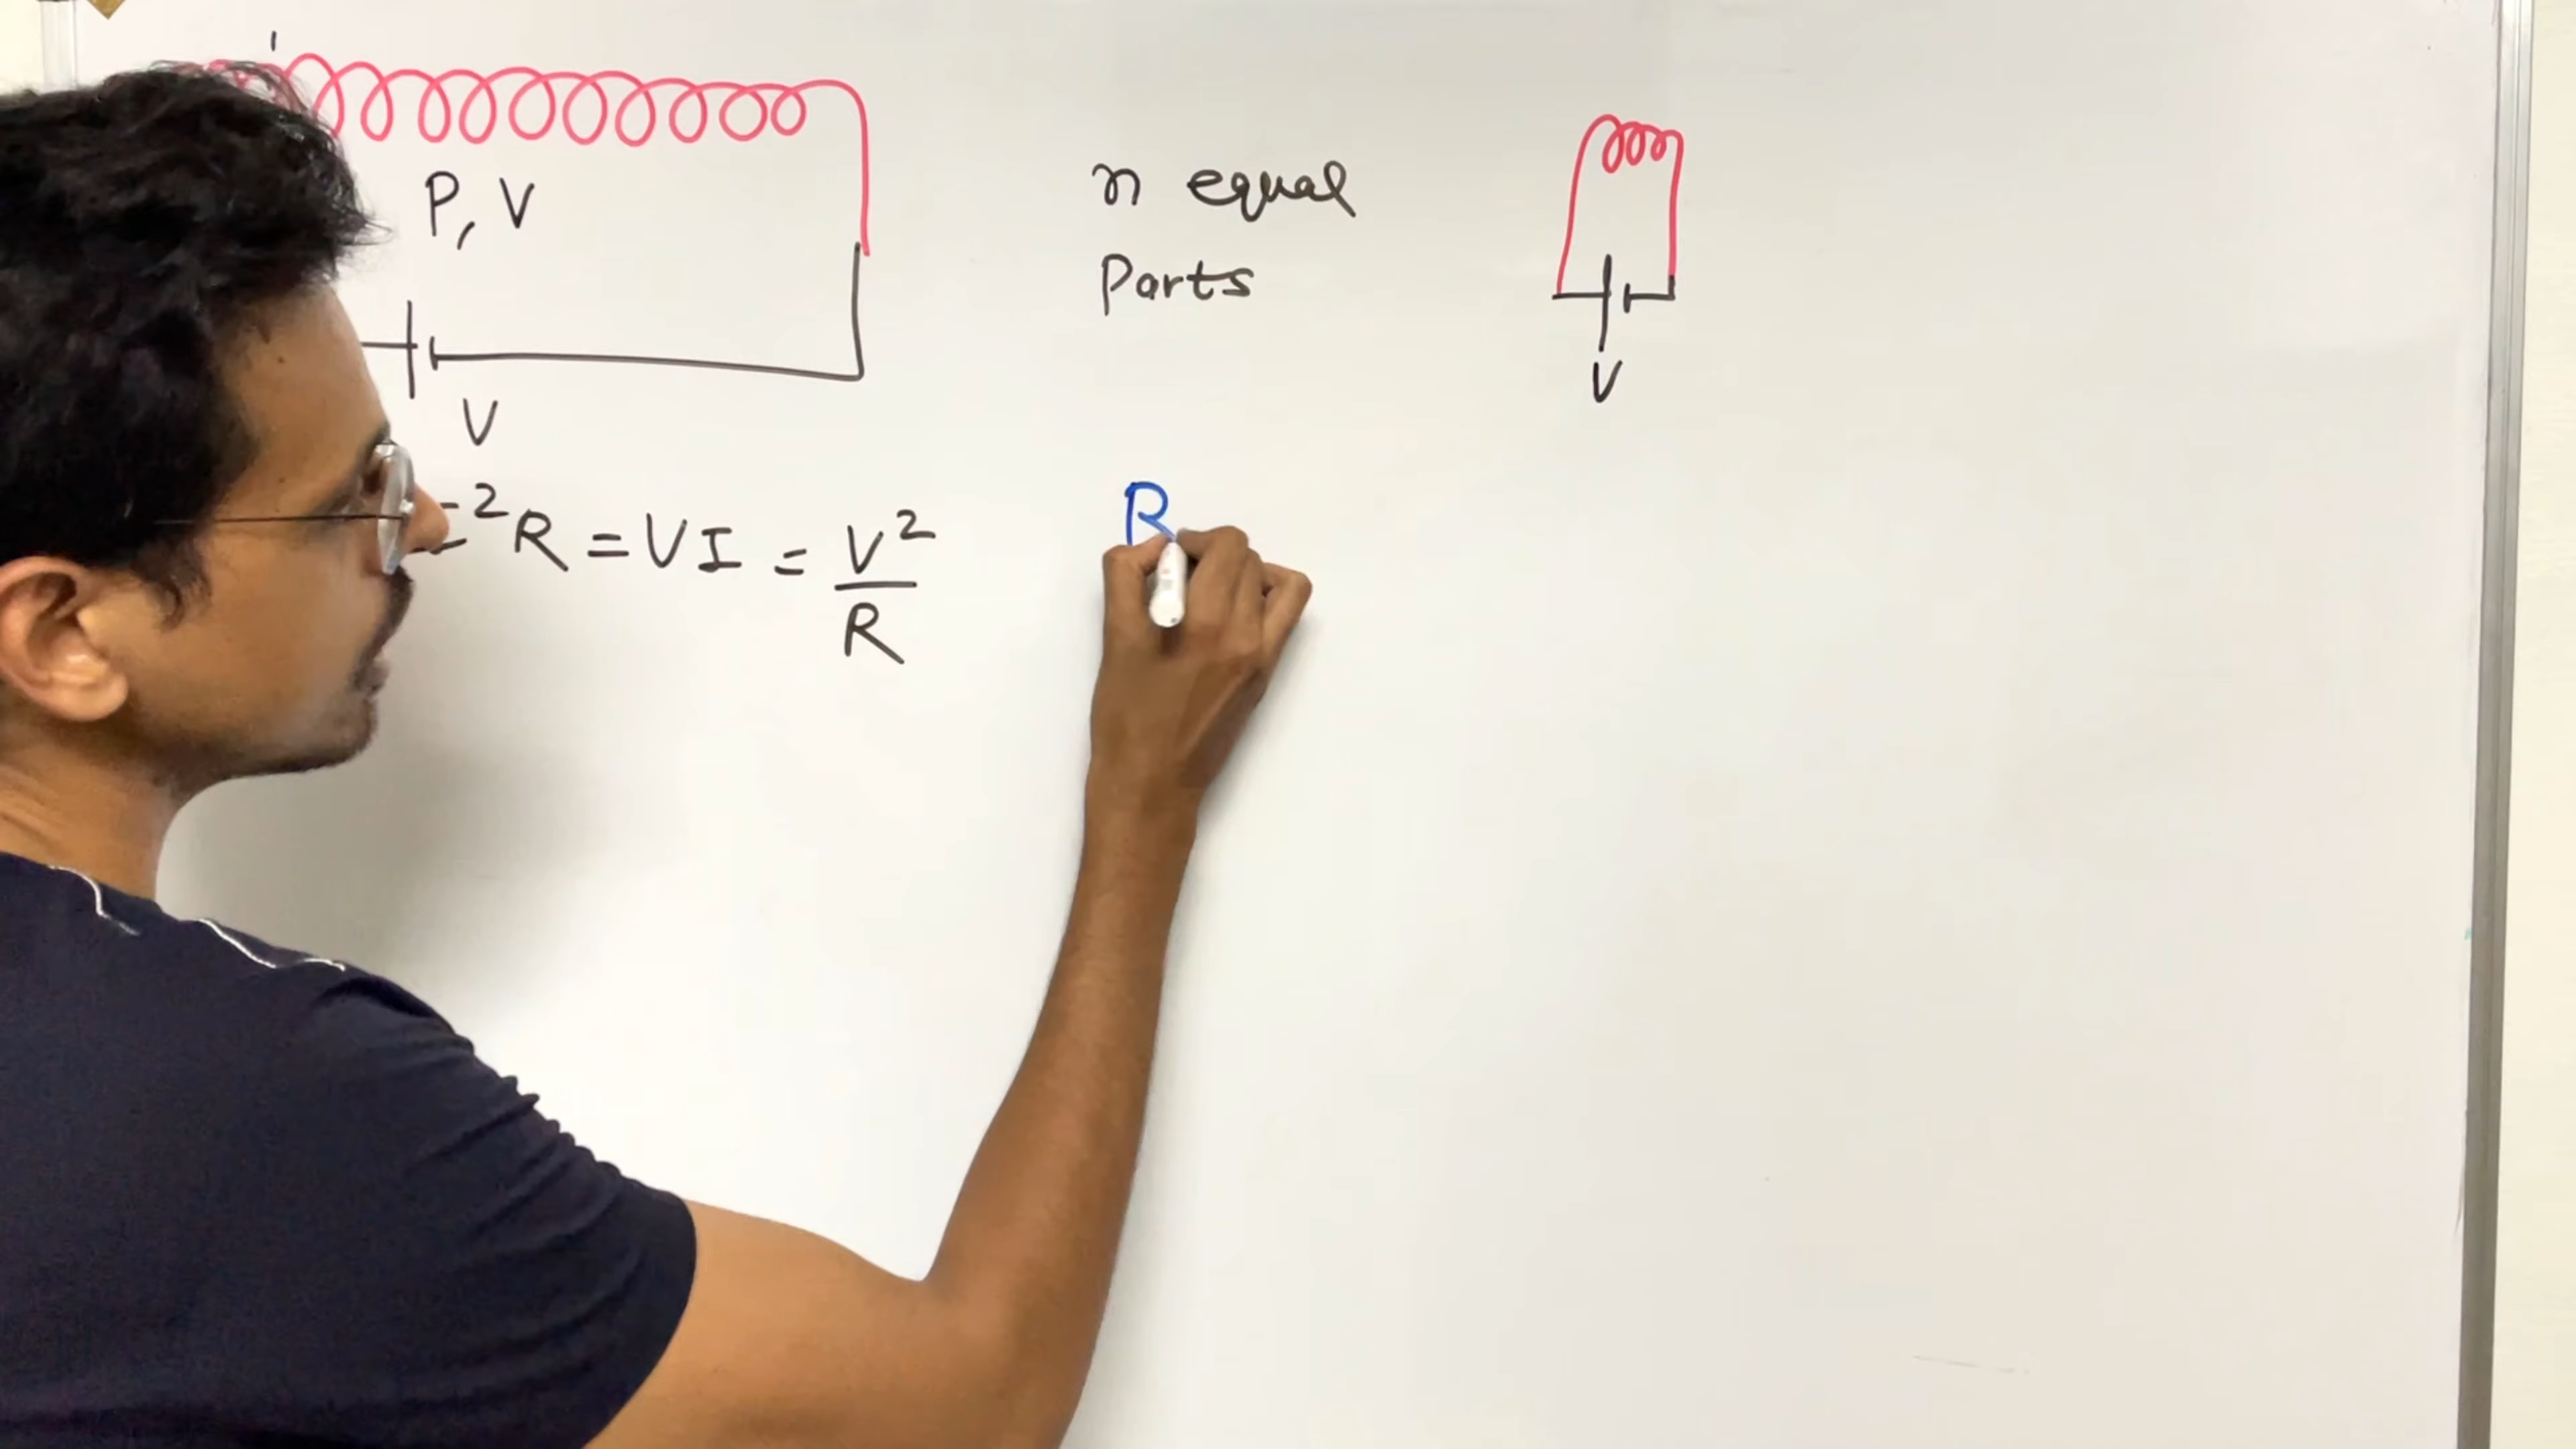 P, V
n equal
Parts
V
V
²R = VI = V²/R
R